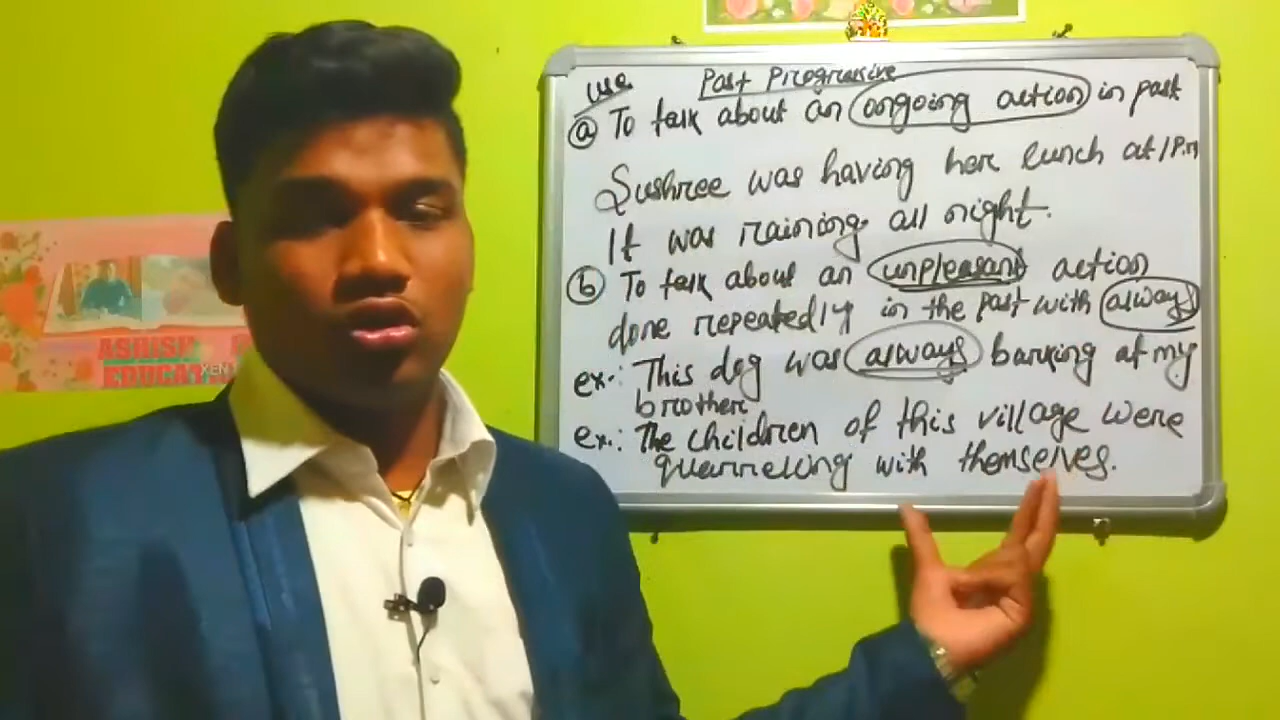 use Past Progressive
ⓐ To talk about an ongoing action in past
Sushree was having her lunch at 1P.m
It was raining all night.
ⓑ To talk about an unpleasant action
done repeatedly in the past with always
ex.: This dog was always barking at my
brother
ex.: The children of this village were
quarreling with themselves.
ASHISH
EDUCAT